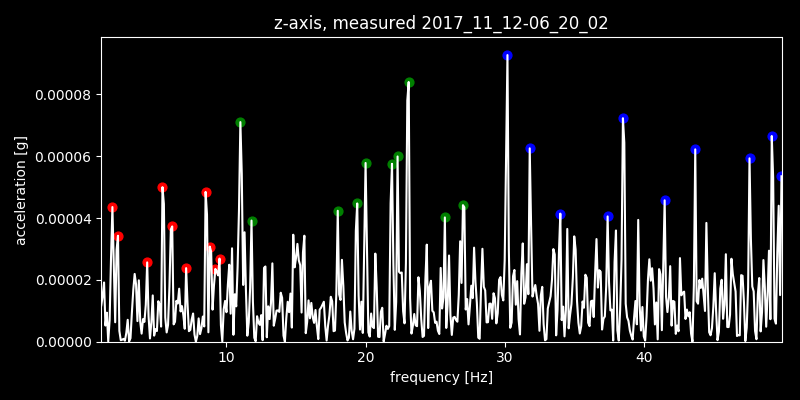 z-axis, measured 2017_11_12-06_20_02
0.00008
0.00006
0.00004
0.00002
0.00000
acceleration [g]
10 20 30 40
frequency [Hz]